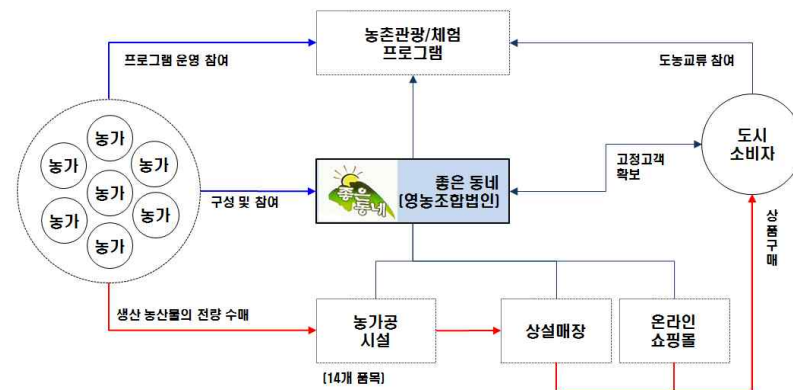 농촌관광/체험
프로그램
프로그램 운영 참여
도농교류 참여
농가
농가
농가
농가
농가
농가
농가
도시
소비자
고정고객
확보
좋은
동네
좋은 동네
(영농조합법인)
구성 및 참여
상품구매
생산 농산물의 전량 수매
농가공
시설
상설매장
온라인
쇼핑몰
(14개 품목)